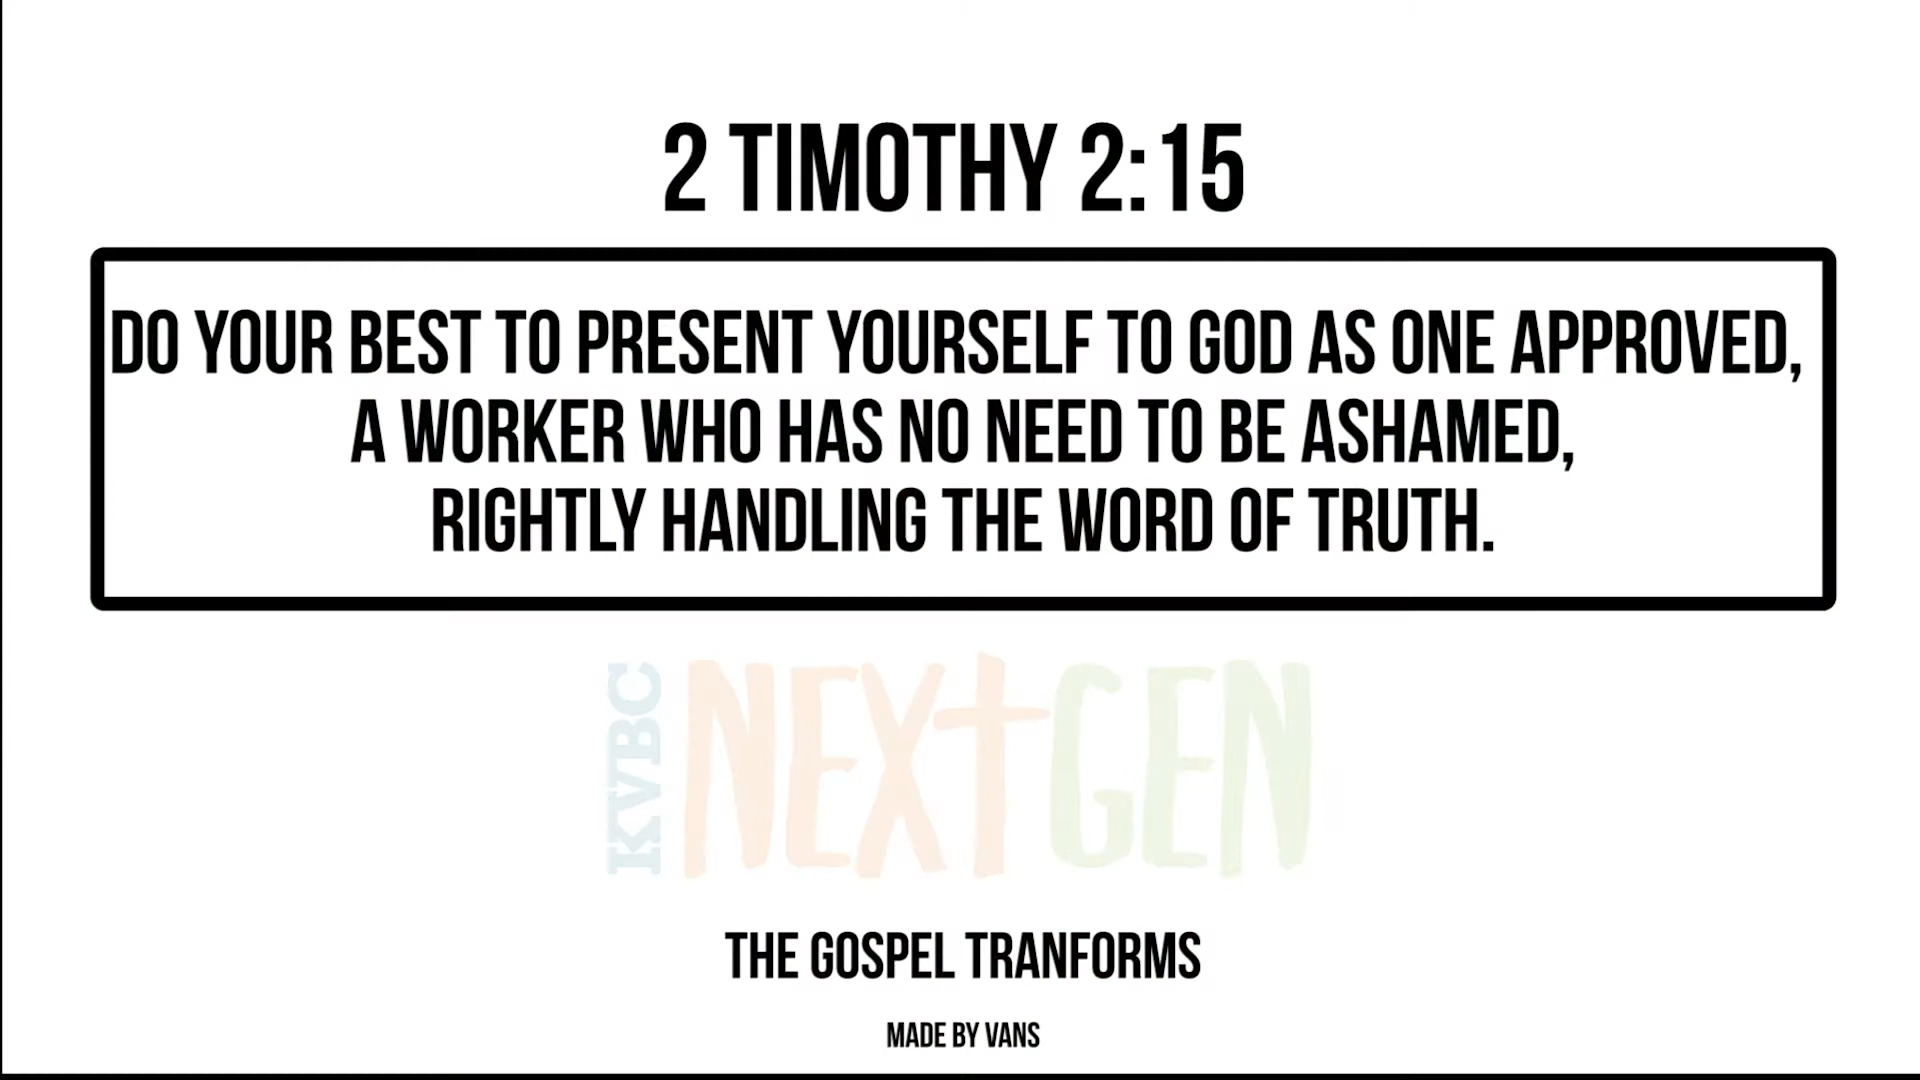 2 TIMOTHY 2:15
DO YOUR BEST TO PRESENT YOURSELF TO GOD AS ONE APPROVED,
A WORKER WHO HAS NO NEED TO BE ASHAMED,
RIGHTLY HANDLING THE WORD OF TRUTH.
KVBC
NEXTGEN
THE GOSPEL TRANFORMS
MADE BY VANS